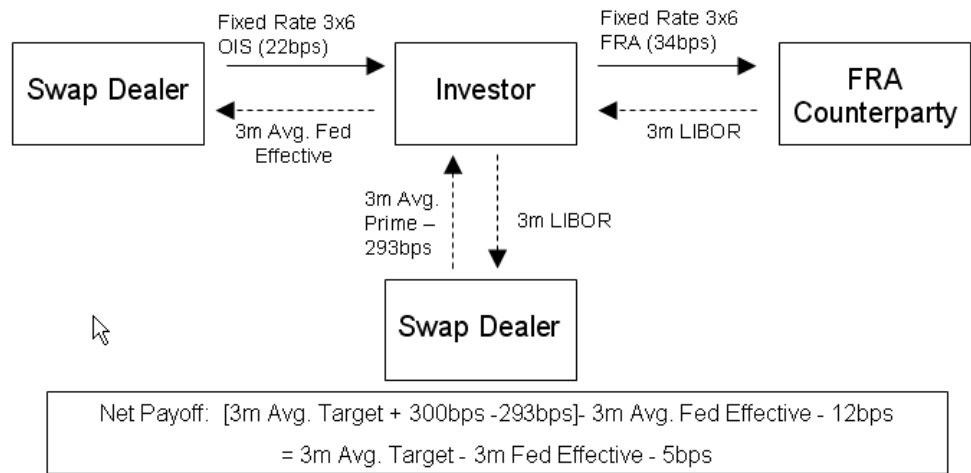 Fixed Rate 3x6
OIS (22bps)
Fixed Rate 3x6
FRA (34bps)
Swap Dealer
Investor
FRA
Counterparty
3m Avg. Fed
Effective
3m LIBOR
3m Avg.
Prime –
293bps
3m LIBOR
Swap Dealer
Net Payoff: [3m Avg. Target + 300bps -293bps]- 3m Avg. Fed Effective - 12bps
= 3m Avg. Target - 3m Fed Effective - 5bps